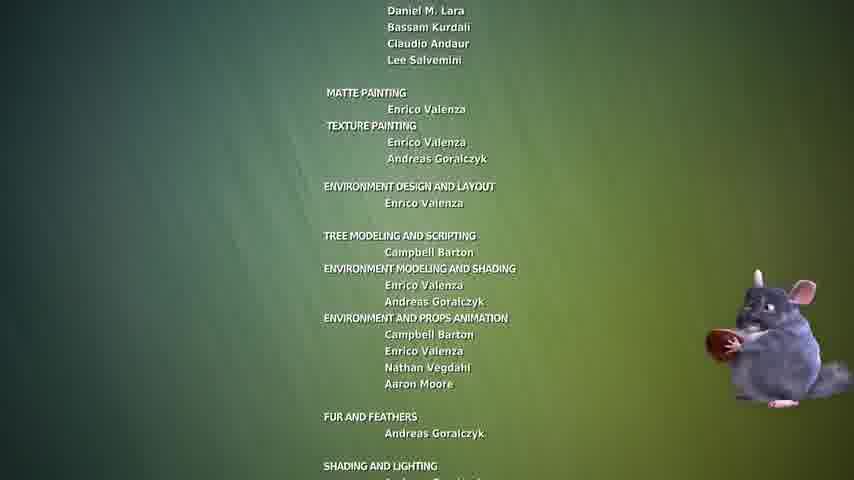 Daniel M. Lara
Bassam Kurdali
Claudio Andaur
Lee Salvemini
MATTE PAINTING
Enrico Valenza
TEXTURE PAINTING
Enrico Valenza
Andreas Goralczyk
ENVIRONMENT DESIGN AND LAYOUT
Enrico Valenza
TREE MODELING AND SCRIPTING
Campbell Barton
ENVIRONMENT MODELING AND SHADING
Enrico Valenza
Andreas Goralczyk
ENVIRONMENT AND PROPS ANIMATION
Campbell Barton
Enrico Valenza
Nathan Vegdahl
Aaron Moore
FUR AND FEATHERS
Andreas Goralczyk
SHADING AND LIGHTING